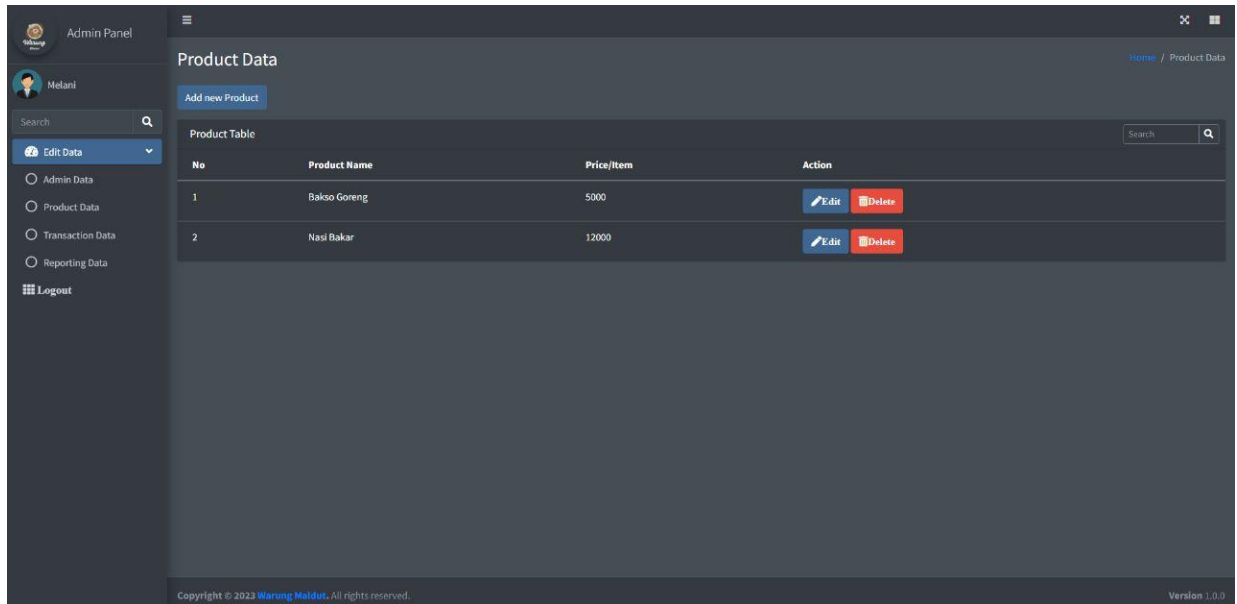 Admin Panel
Melani
Search
Edit Data
Admin Data
Product Data
Transaction Data
Reporting Data
Logout
Product Data
Home / Product Data
Add new Product
Product Table
Search
No Product Name Price/Item Action
1 Bakso Goreng 5000 Edit Delete
2 Nasi Bakar 12000 Edit Delete
Copyright © 2023 Warung Maldut. All rights reserved.
Version 1.0.0